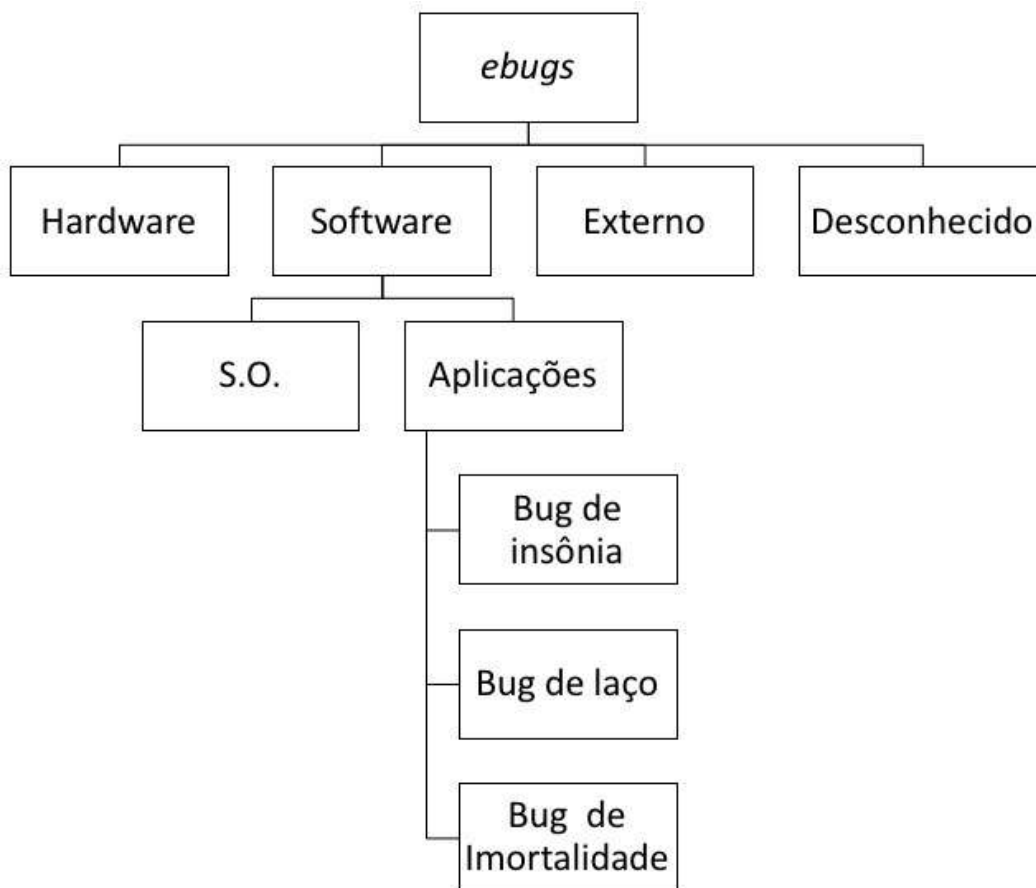 ebugs
Hardware
Software
Externo
Desconhecido
S.O.
Aplicações
Bug de
insônia
Bug de laço
Bug de
Imortalidade